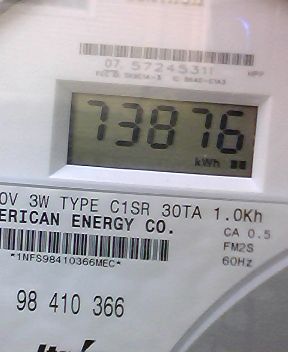 07 57245311
73876
kWh
0V 3W TYPE C1SR 30TA 1.0Kh
ERICAN ENERGY CO.
CA 0.5
FM2S
60Hz
*1NFS98410366MEC*
98 410 366